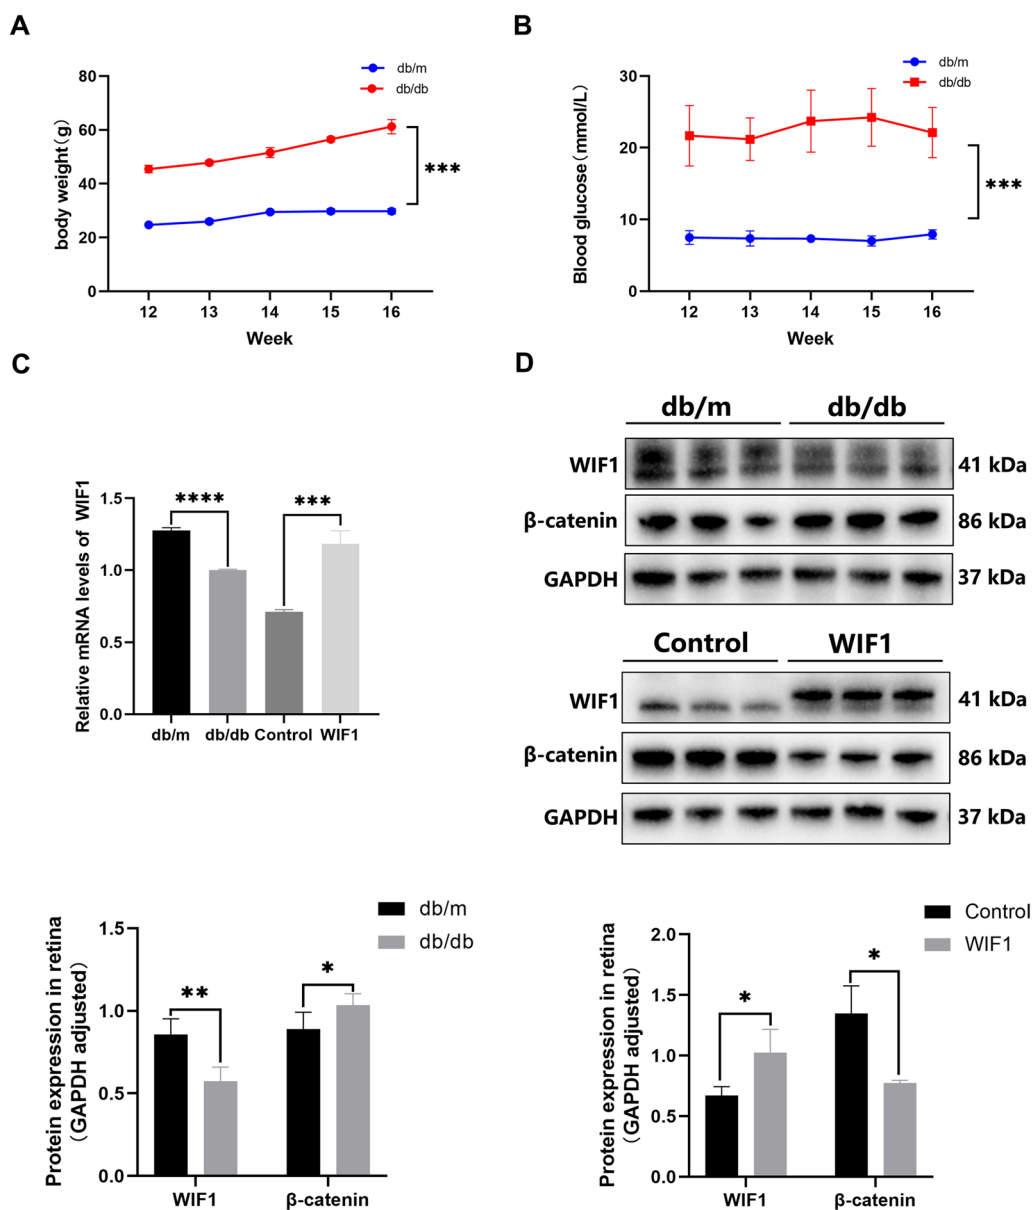 A
db/m
db/db
body weight(g)
80
60
40
20
0
***
12 13 14 15 16
Week
B
db/m
db/db
Blood glucose(mmol/L)
30
20
10
0
***
12 13 14 15 16
Week
C
Relative mRNA levels of WIF1
1.5
1.0
0.5
0.0
**** ***
db/m db/db Control WIF1
D
db/m db/db
WIF1 41 kDa
β-catenin 86 kDa
GAPDH 37 kDa
Control WIF1
WIF1 41 kDa
β-catenin 86 kDa
GAPDH 37 kDa
Protein expression in retina
(GAPDH adjusted)
1.5
1.0
0.5
0.0
db/m
db/db
** *
WIF1 β-catenin
Protein expression in retina
(GAPDH adjusted)
2.0
1.5
1.0
0.5
0.0
Control
WIF1
* *
WIF1 β-catenin